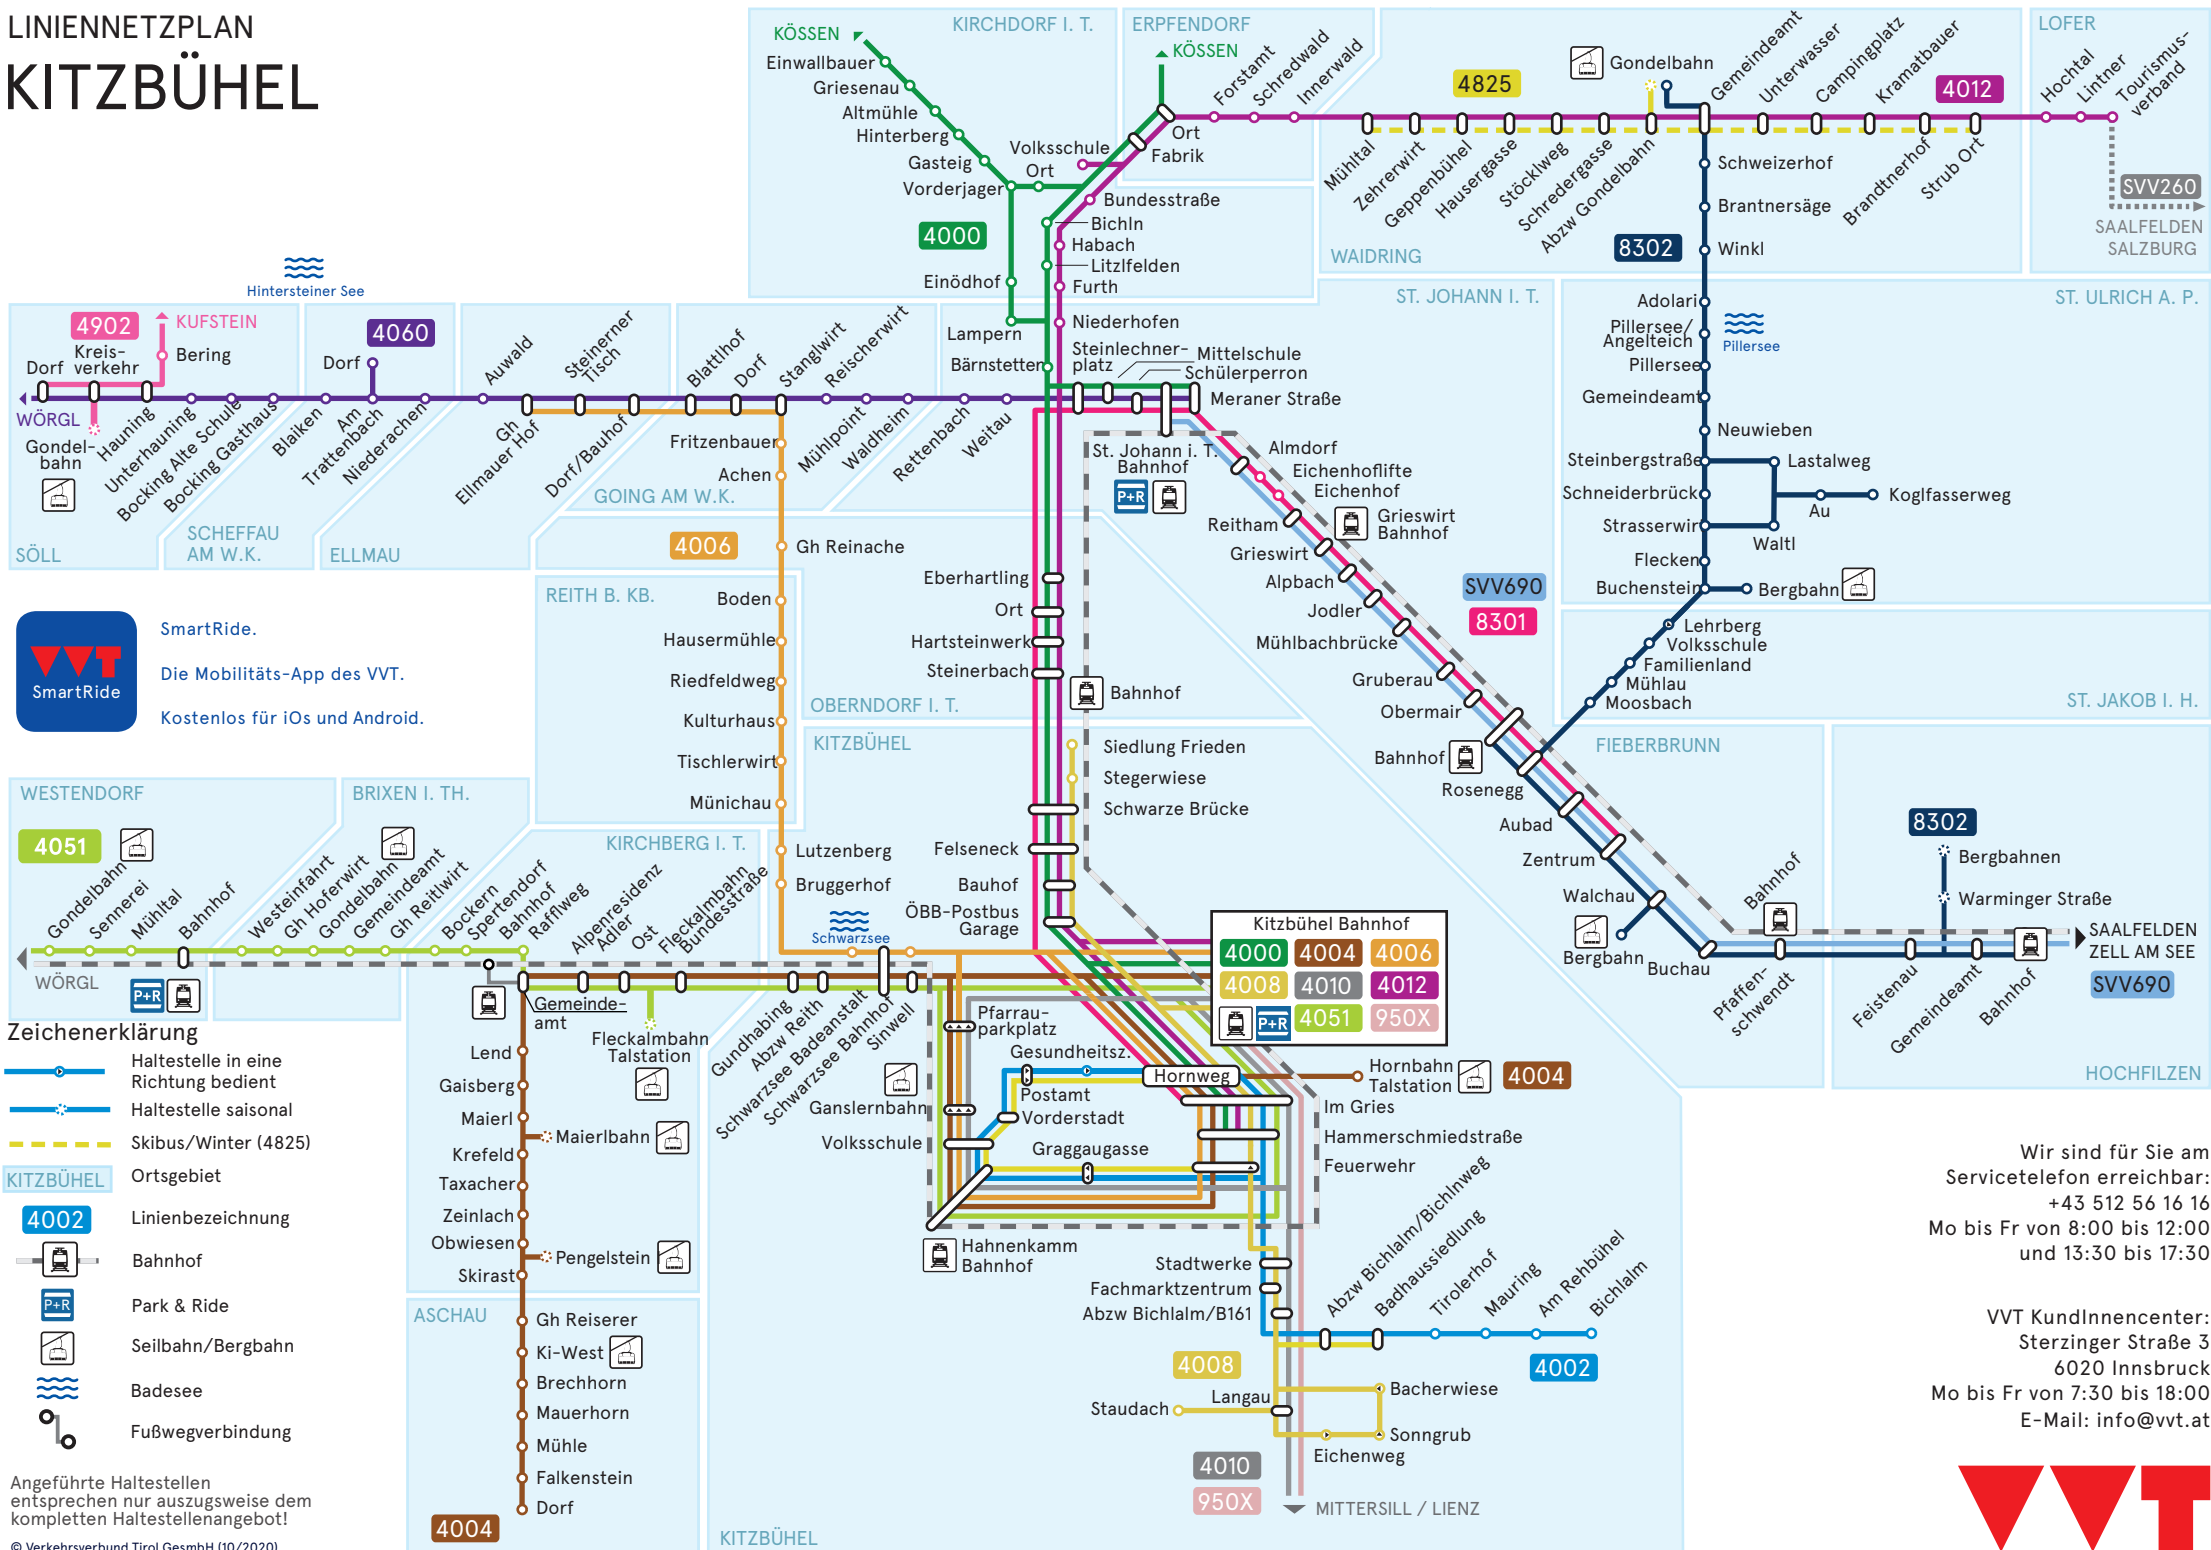 LINIENNETZPLAN
KITZBÜHEL
KÖSSEN
KIRCHDORF I. T.
Einwallbauer
Griesenau
Altmühle
Hinterberg
Gasteig
Vorderjager
Volksschule
Ort
4000
Einödhof
Lampern
Bärnstetten
ERPFENDORF
KÖSSEN
Forstamt
Schredwald
Innerwald
Ort
Fabrik
Bundesstraße
Bichln
Habach
Litzlfelden
Furth
Niederhofen
Gondelbahn
4825
Gemeindeamt
Unterwasser
Campingplatz
Kramatbauer
4012
Mühltal
Zehrerwirt
Geppenbühel
Hausergasse
Stöcklweg
Schredergasse
Abzw Gondelbahn
Brandtnerhof
Strub Ort
WAIDRING
Schweizerhof
Brantnersäge
8302
Winkl
LOFER
Hochtal
Lintner
Tourismus-
verband
SVV260
SAALFELDEN
SALZBURG
Hintersteiner See
4902
KUFSTEIN
Bering
Dorf
Kreis-
verkehr
WÖRGL
Gondel-
bahn
Hauning
Unterhauning
Bocking Alte Schule
Bocking Gasthaus
SÖLL
4060
Dorf
Blaiken
Am
Trattenbach
Niederachen
SCHEFFAU
AM W.K.
ELLMAU
Auwald
Steinerner
Tisch
Gh
Ellmauer Hof
Dorf/Bauhof
Blattlhof
Dorf
Stanglwirt
Reischerwirt
Fritzenbauer
Achen
Mühlpoint
Waldheim
GOING AM W.K.
Rettenbach
Weitau
Steinlechner-
platz
Mittelschule
Schülerperron
Meraner Straße
St. Johann i. T.
Bahnhof
P+R
ST. JOHANN I. T.
Almdorf
Eichenhoflifte
Eichenhof
Grieswirt
Bahnhof
Reitham
Grieswirt
Alpbach
Jodler
Mühlbachbrücke
Gruberau
Obermair
Bahnhof
Rosenegg
Aubad
Zentrum
Walchau
Bergbahn
Buchau
SVV690
8301
ST. ULRICH A. P.
Adolari
Pillersee/
Angelteich
Pillersee
Pillersee
Gemeindeamt
Neuwieben
Steinbergstraße
Lastalweg
Schneiderbrück
Koglfasserweg
Au
Strasserwirt
Waltl
Flecken
Buchenstein
Bergbahn
Lehrberg
Volksschule
Familienland
Mühlau
Moosbach
ST. JAKOB I. H.
FIEBERBRUNN
8302
Bergbahnen
Warminger Straße
Bahnhof
SAALFELDEN
ZELL AM SEE
SVV690
Pfaffen-
schwendt
Feistenau
Gemeindeamt
Bahnhof
HOCHFILZEN
VVT
SmartRide
SmartRide.
Die Mobilitäts-App des VVT.
Kostenlos für iOs und Android.
4006
Gh Reinache
REITH B. KB.
Boden
Hausermühle
Riedfeldweg
Kulturhaus
Tischlerwirt
Münichau
Lutzenberg
Bruggerhof
Schwarzsee
Eberhartling
Ort
Hartsteinwerk
Steinerbach
Bahnhof
OBERNDORF I. T.
KITZBÜHEL
Siedlung Frieden
Stegerwiese
Schwarze Brücke
Felseneck
Bauhof
ÖBB-Postbus
Garage
WESTENDORF
4051
Gondelbahn
Sennerei
Mühltal
Bahnhof
WÖRGL
P+R
BRIXEN I. TH.
Westeinfahrt
Gh Hoferwirt
Gondelbahn
Gemeindeamt
Gh Reitlwirt
KIRCHBERG I. T.
Bockern
Spertendorf
Bahnhof
Rafflweg
Alpenresidenz
Adler
Ost
Fleckalmbahn
Bundesstraße
Gemeinde-
amt
Fleckalmbahn
Talstation
Gundhabing
Abzw Reith
Schwarzsee Badeanstalt
Schwarzsee Bahnhof
Sinwell
Lend
Gaisberg
Maierl
Maierlbahn
Krefeld
Taxacher
Zeinlach
Obwiesen
Pengelstein
Skirast
ASCHAU
Gh Reiserer
Ki-West
Brechhorn
Mauerhorn
Mühle
Falkenstein
Dorf
4004
Kitzbühel Bahnhof
4000 4004 4006
4008 4010 4012
P+R 4051 950X
Pfarrau-
parkplatz
Gesundheitsz.
Hornweg
Hornbahn
Talstation
4004
Ganslernbahn
Postamt
Vorderstadt
Im Gries
Volksschule
Graggaugasse
Hammerschmiedstraße
Feuerwehr
Hahnenkamm
Bahnhof
Stadtwerke
Fachmarktzentrum
Abzw Bichlalm/B161
Abzw Bichlalm/Bichlnweg
Badhaussiedlung
Tirolerhof
Mauring
Am Rehbühel
Bichlalm
4002
4008
Langau
Staudach
Bacherwiese
Sonngrub
Eichenweg
4010
950X
MITTERSILL / LIENZ
KITZBÜHEL
Zeichenerklärung
Haltestelle in eine
Richtung bedient
Haltestelle saisonal
Skibus/Winter (4825)
KITZBÜHEL
Ortsgebiet
4002
Linienbezeichnung
Bahnhof
P+R
Park & Ride
Seilbahn/Bergbahn
Badesee
Fußwegverbindung
Angeführte Haltestellen
entsprechen nur auszugsweise dem
kompletten Haltestellenangebot!
© Verkehrsverbund Tirol GesmbH (10/2020)
Wir sind für Sie am
Servicetelefon erreichbar:
+43 512 56 16 16
Mo bis Fr von 8:00 bis 12:00
und 13:30 bis 17:30
VVT KundInnencenter:
Sterzinger Straße 3
6020 Innsbruck
Mo bis Fr von 7:30 bis 18:00
E-Mail: info@vvt.at
VVT